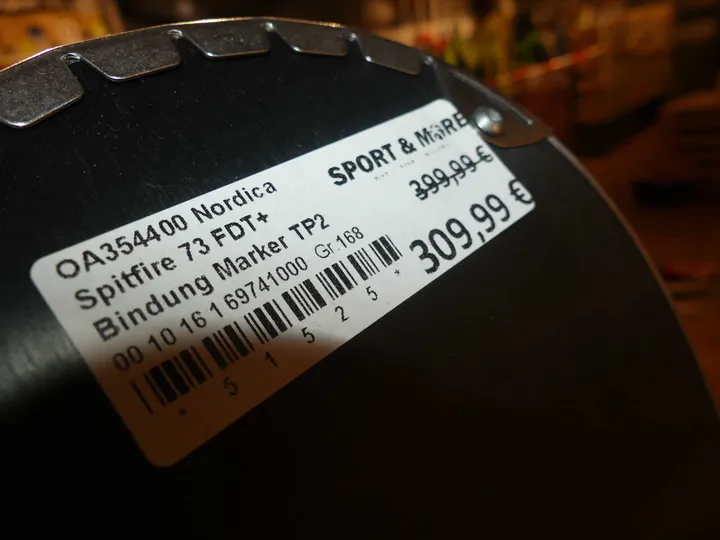 SPORT & MORE
OA354400 Nordica
Spitfire 73 FDT+
Bindung Marker TP2
00 10 16 1 69741000 Gr.168
399,99 €
309,99 €
* 5 1 5 2 5 *